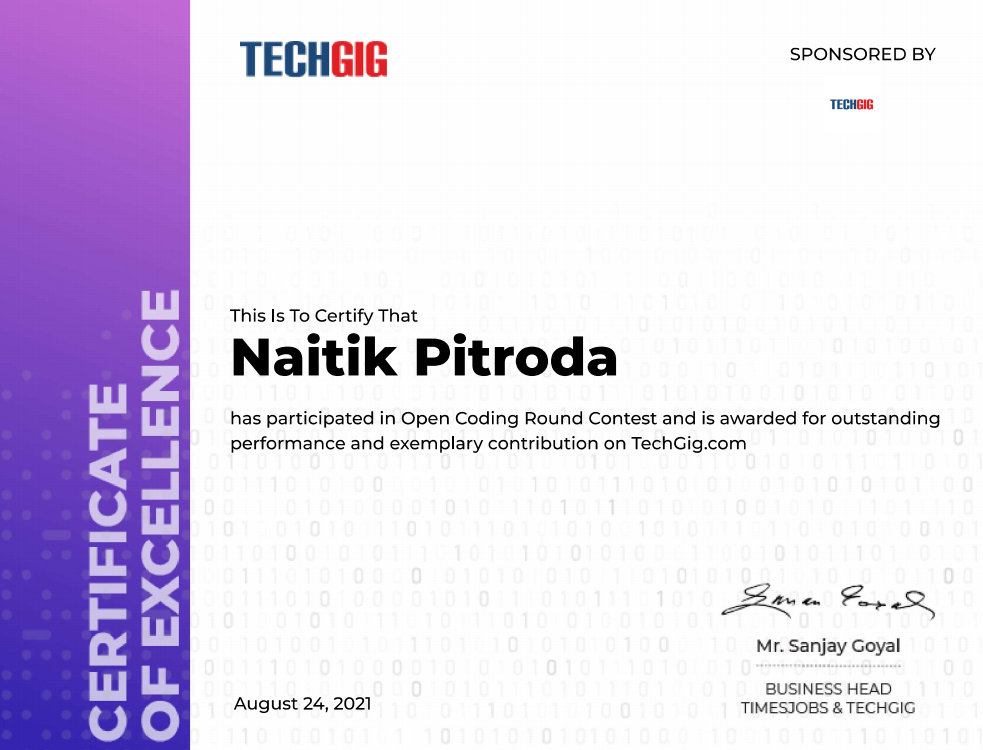 TECHGIG
SPONSORED BY
TECHGIG
CERTIFICATE
OF EXCELLENCE
This Is To Certify That
Naitik Pitroda
has participated in Open Coding Round Contest and is awarded for outstanding
performance and exemplary contribution on TechGig.com
Mr. Sanjay Goyal
BUSINESS HEAD
TIMESJOBS & TECHGIG
August 24, 2021